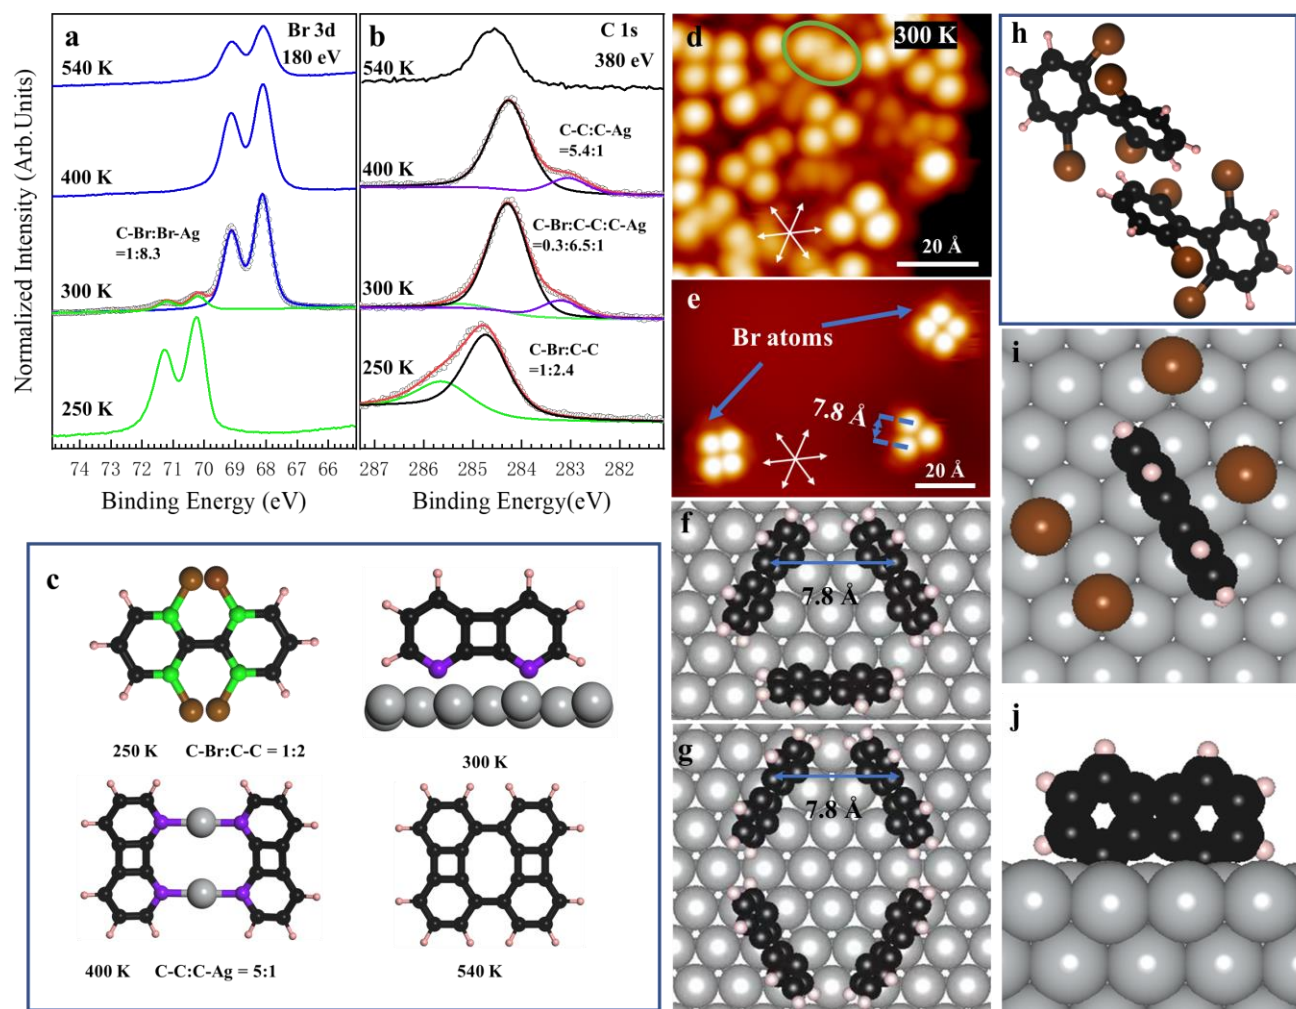 a
Br 3d
180 eV
540 K
400 K
C-Br:Br-Ag
=1:8.3
300 K
250 K
74 73 72 71 70 69 68 67 66
Binding Energy (eV)
Normalized Intensity (Arb.Units)
b
C 1s
380 eV
540 K
C-C:C-Ag
=5.4:1
400 K
C-Br:C-C:C-Ag
=0.3:6.5:1
300 K
C-Br:C-C
=1:2.4
250 K
287 286 285 284 283 282
Binding Energy(eV)
c
250 K C-Br:C-C = 1:2
300 K
400 K C-C:C-Ag = 5:1
540 K
d
300 K
20 Å
e
Br atoms
7.8 Å
20 Å
f
7.8 Å
g
7.8 Å
h
i
j